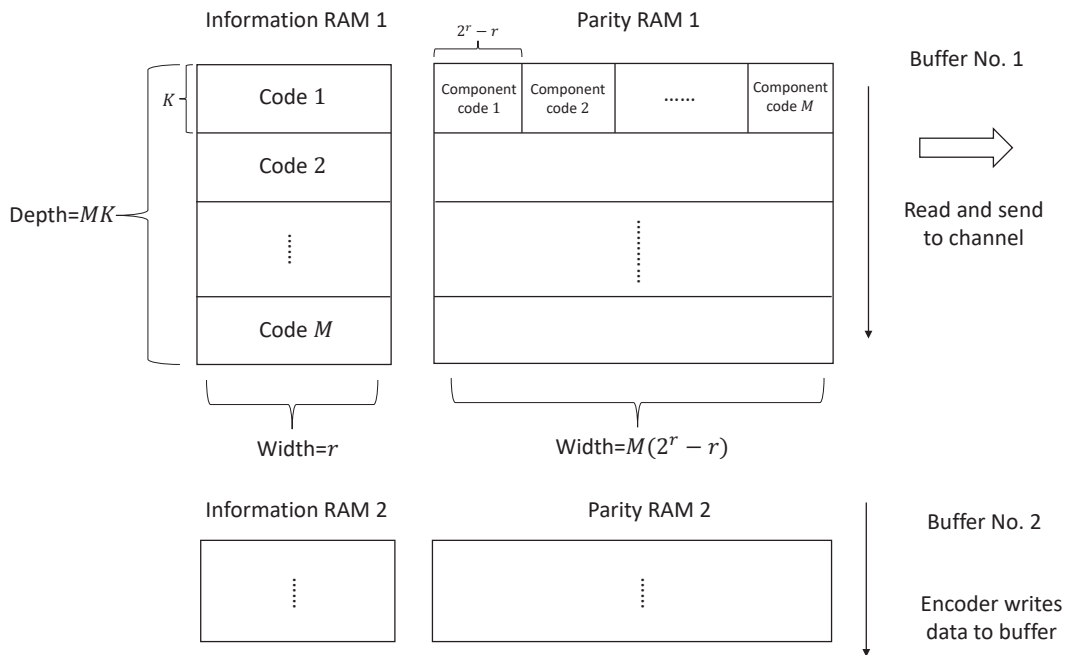 Information RAM 1
Parity RAM 1
2^r − r
Buffer No. 1
K
Code 1
Component
code 1
Component
code 2
......
Component
code M
Code 2
Depth=MK
Read and send
to channel
Code M
Width=r
Width=M(2^r − r)
Information RAM 2
Parity RAM 2
Buffer No. 2
Encoder writes
data to buffer